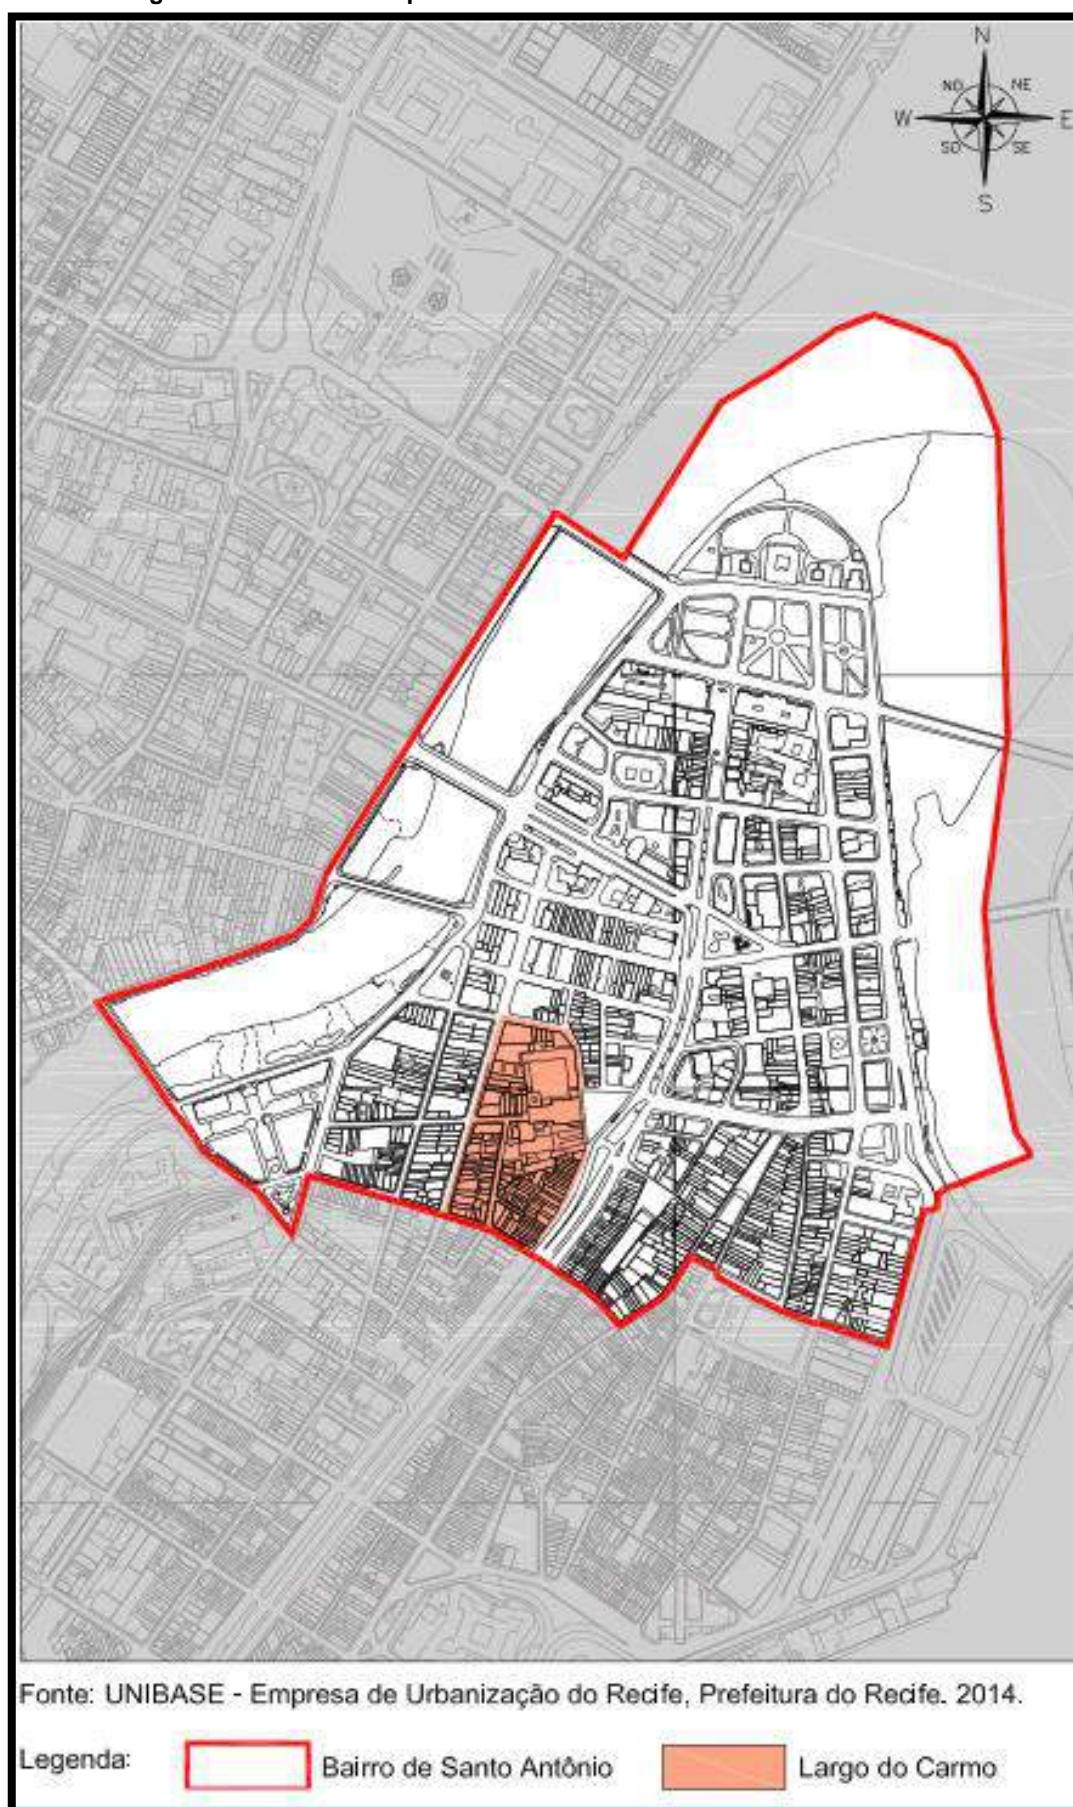 N
NO NE
W E
SO SE
S
Fonte: UNIBASE - Empresa de Urbanização do Recife, Prefeitura do Recife. 2014.
Legenda: Bairro de Santo Antônio Largo do Carmo